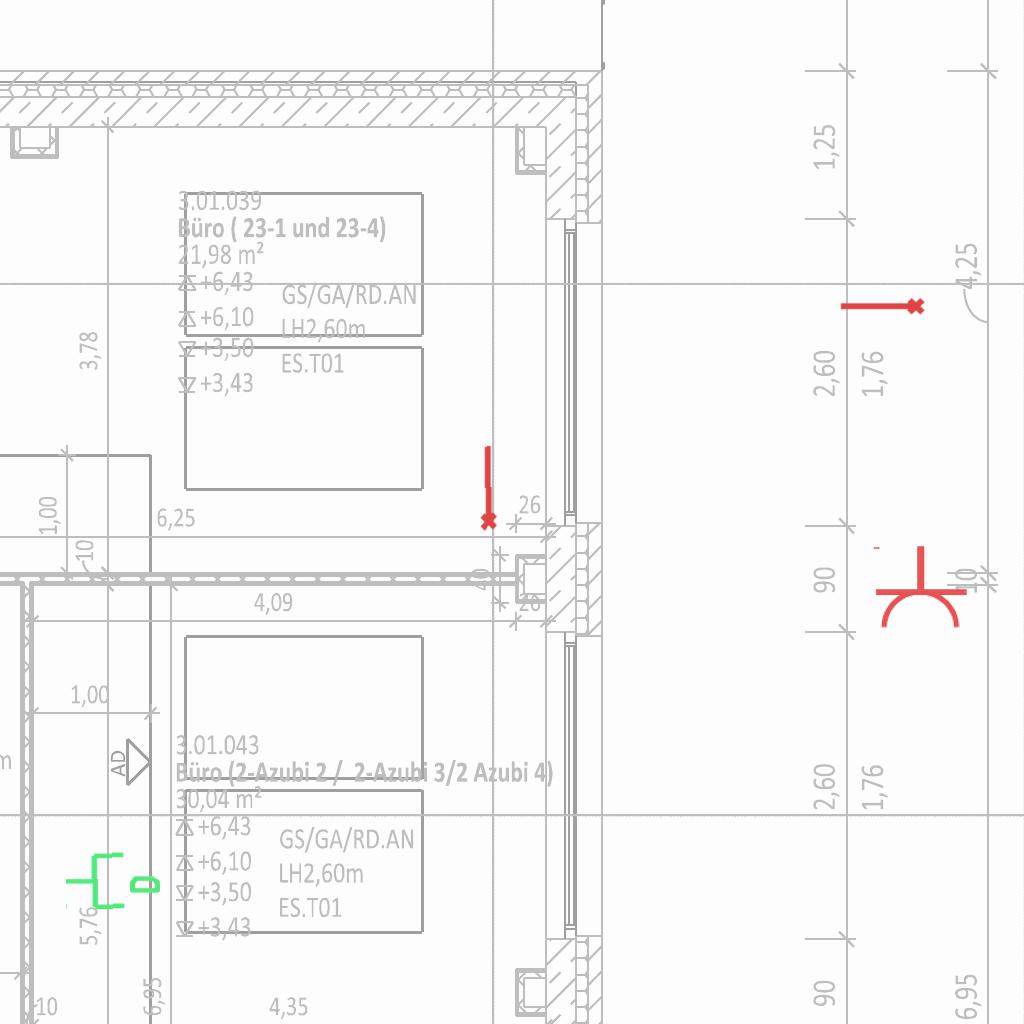 1,25
3.01.039
Büro ( 23-1 und 23-4)
21,98 m²
+6,43
GS/GA/RD.AN
+6,10
LH2,60m
+3,50
ES.T01
+3,43
4,25
3,78
2,60
1,76
1,00
6,25
26
10
40
4,09
26
90
10
1,00
AD
m
3.01.043
Büro (2-Azubi 2 / 2-Azubi 3/2 Azubi 4)
30,04 m²
+6,43
GS/GA/RD.AN
+6,10
LH2,60m
+3,50
ES.T01
+3,43
2,60
1,76
D
5,76
6,95
10
4,35
90
6,95